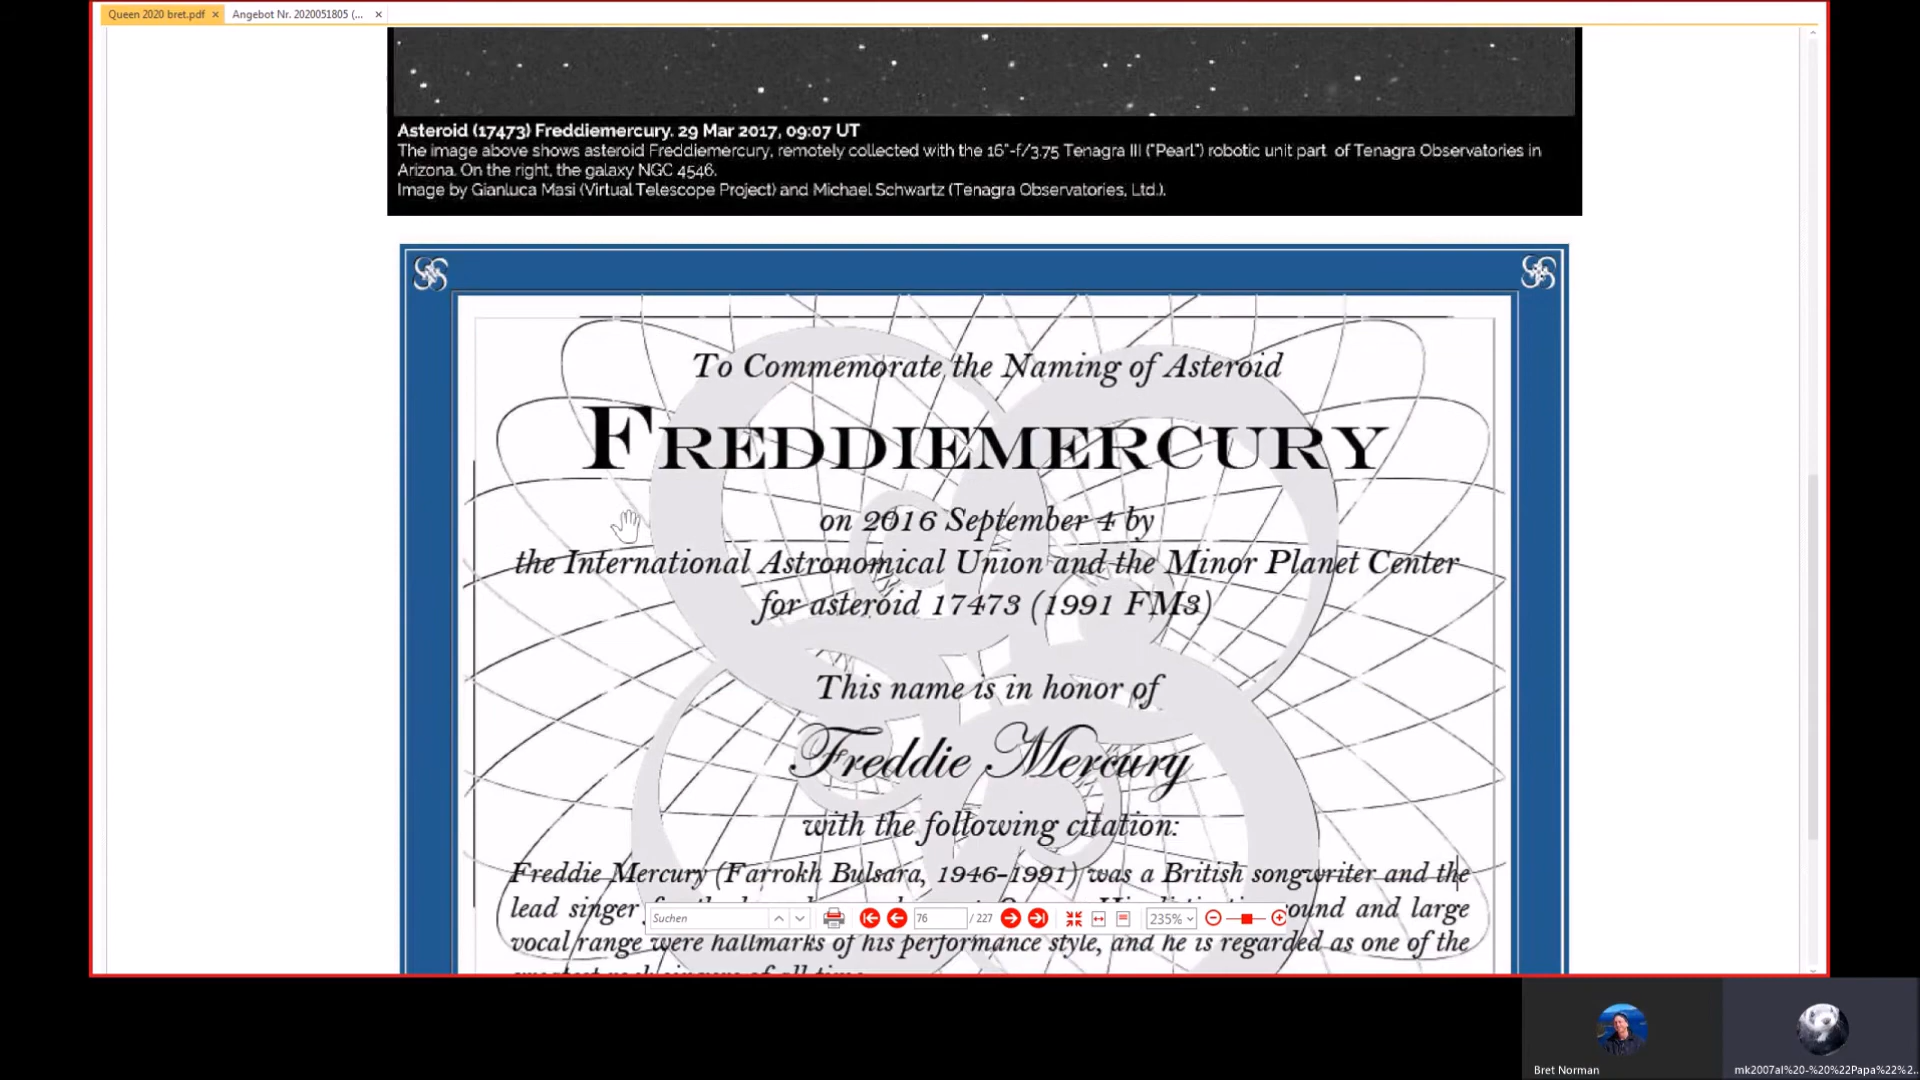 Queen 2020 bret.pdf
Angebot Nr. 2020051805 (...
Asteroid (17473) Freddiemercury. 29 Mar 2017, 09:07 UT
The image above shows asteroid Freddiemercury, remotely collected with the 16"-f/3.75 Tenagra III ("Pearl") robotic unit part of Tenagra Observatories in
Arizona. On the right, the galaxy NGC 4546.
Image by Gianluca Masi (Virtual Telescope Project) and Michael Schwartz (Tenagra Observatories, Ltd.).
To Commemorate the Naming of Asteroid
FREDDIEMERCURY
on 2016 September 4 by
the International Astronomical Union and the Minor Planet Center
for asteroid 17473 (1991 FM3)
This name is in honor of
Freddie Mercury
with the following citation:
Freddie Mercury (Farrokh Bulsara, 1946-1991) was a British songwriter and the
lead singer and large
vocal range were hallmarks of his performance style, and he is regarded as one of the
Suchen
76 / 227
235%
Bret Norman
mk2007al%20-%20%22Papa%22%2...